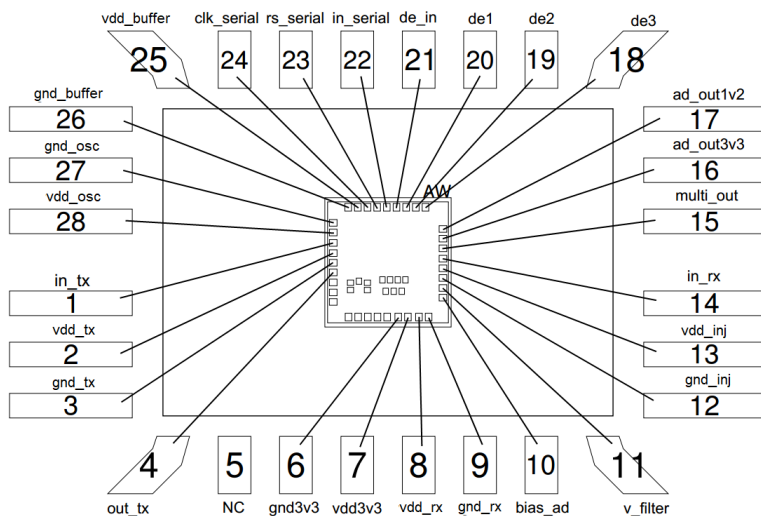 vdd_buffer clk_serial rs_serial in_serial de_in de1 de2 de3
25 24 23 22 21 20 19 18
gnd_buffer
26
gnd_osc
27
vdd_osc
28
ad_out1v2
17
ad_out3v3
16
multi_out
15
AW
in_tx
1
vdd_tx
2
gnd_tx
3
in_rx
14
vdd_inj
13
gnd_inj
12
4 5 6 7 8 9 10 11
out_tx NC gnd3v3 vdd3v3 vdd_rx gnd_rx bias_ad v_filter